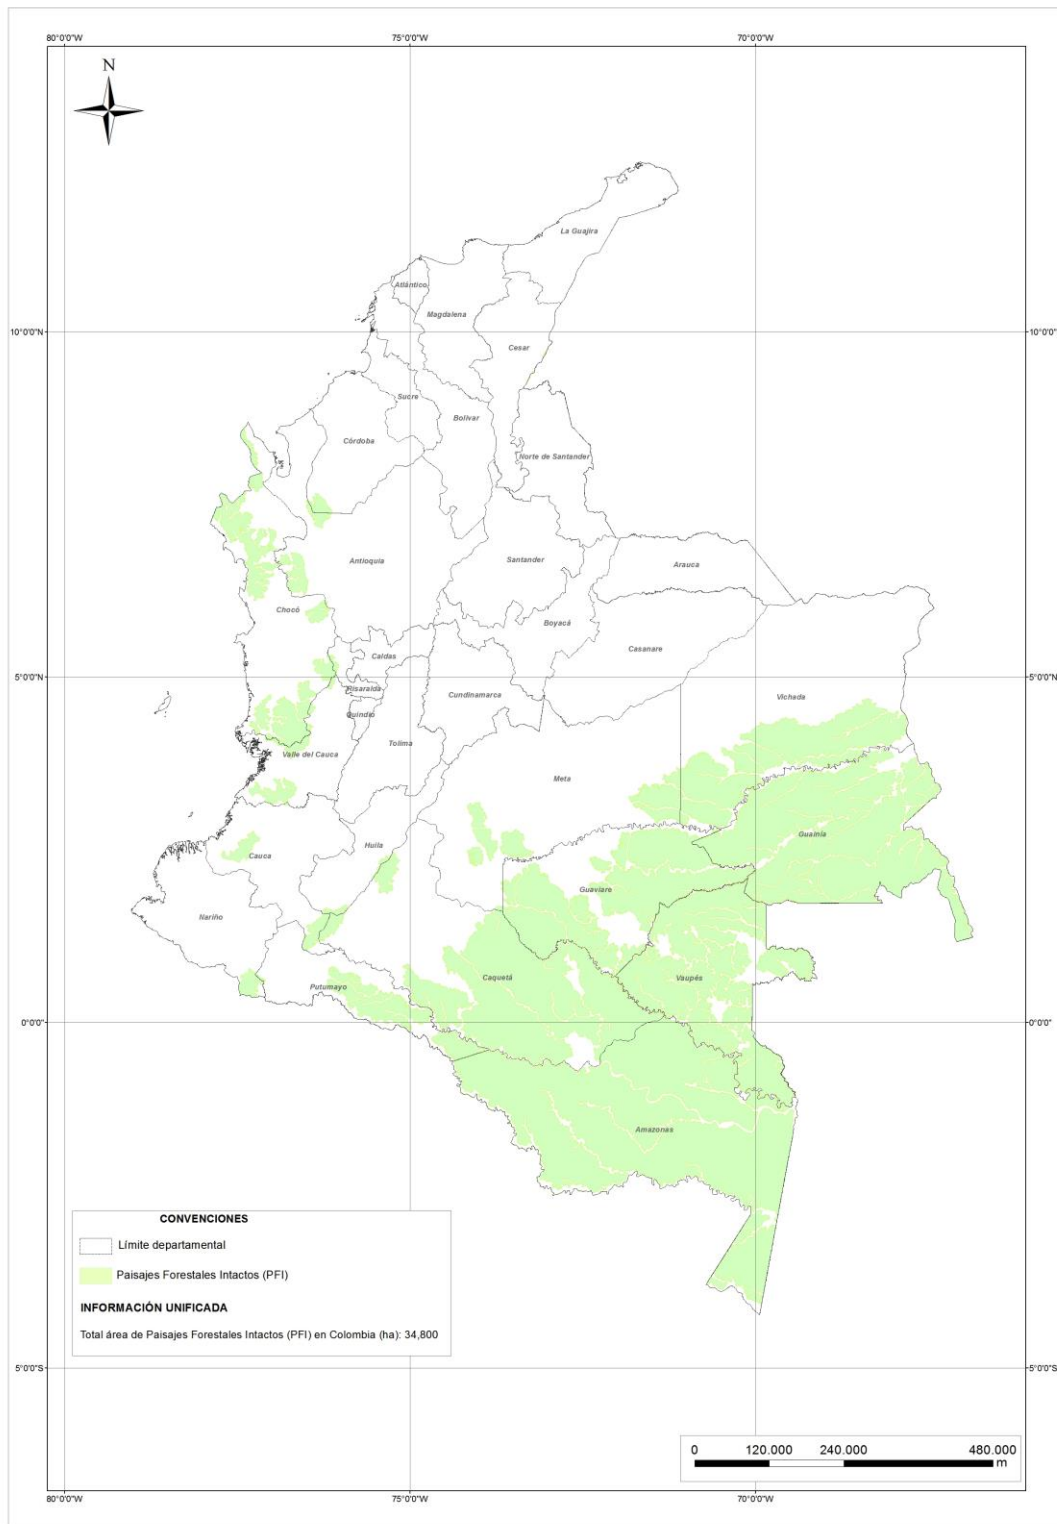 80°0'0"W 75°0'0"W 70°0'0"W
N
La Guajira
Atlántico
Magdalena
10°0'0"N 10°0'0"N
Cesar
Sucre
Bolívar
Córdoba
Norte de Santander
Antioquia
Santander
Arauca
Chocó
Boyacá
Casanare
Caldas
5°0'0"N 5°0'0"N
Risaralda
Cundinamarca
Vichada
Quindío
Tolima
Valle del Cauca
Meta
Guainía
Huila
Cauca
Guaviare
Nariño
Caquetá
Vaupés
Putumayo
0°0'0" 0°0'0"
Amazonas
CONVENCIONES
Límite departamental
Paisajes Forestales Intactos (PFI)
INFORMACIÓN UNIFICADA
Total área de Paisajes Forestales Intactos (PFI) en Colombia (ha): 34,800
5°0'0"S 5°0'0"S
0 120.000 240.000 480.000
m
80°0'0"W 75°0'0"W 70°0'0"W